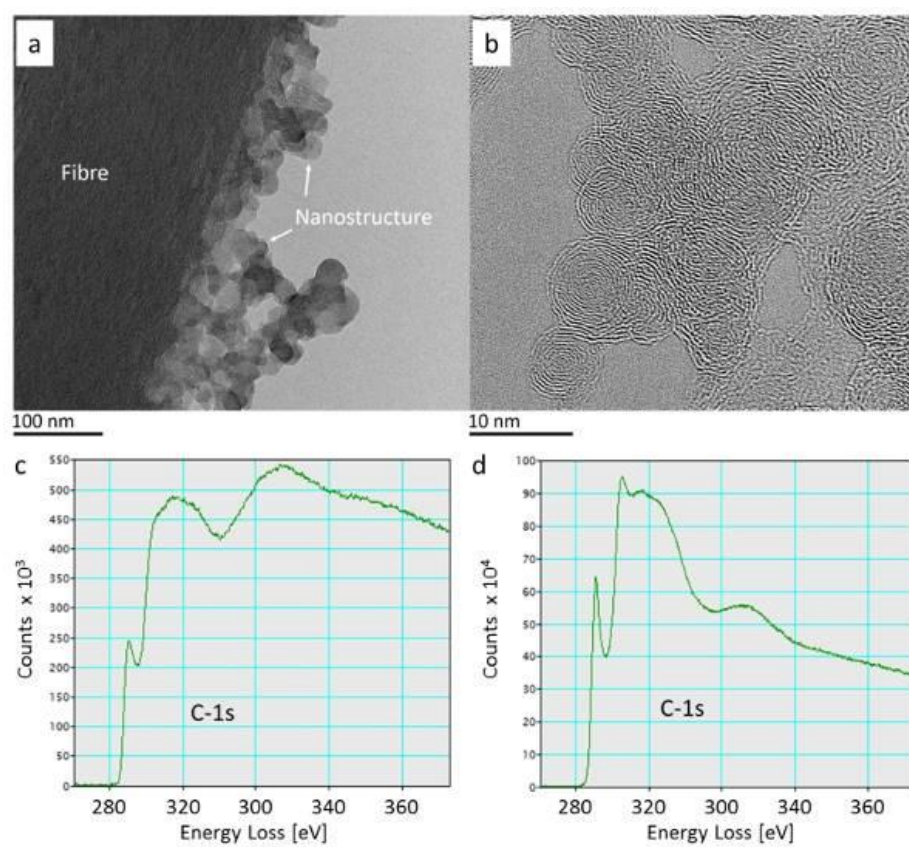 a
b
Fibre
Nanostructure
100 nm
10 nm
c
d
550
500
450
400
350
300
250
200
150
100
50
0
Counts x 10³
C-1s
280 320 300 360
Energy Loss [eV]
100
90
80
70
60
50
40
30
20
10
0
Counts x 10⁴
C-1s
280 320 300 360
Energy Loss [eV]